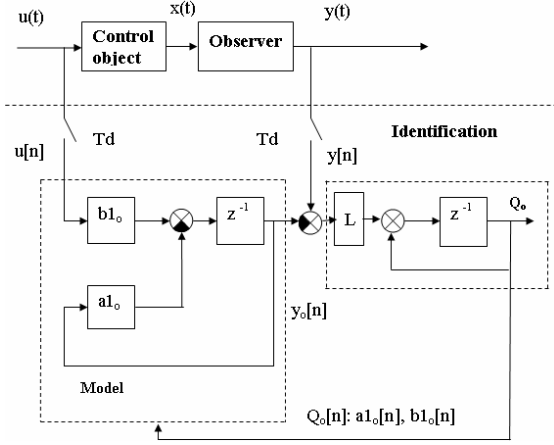 u(t)
x(t)
y(t)
Control
object
Observer
Td
Td
Identification
u[n]
y[n]
b1ₒ
z⁻¹
L
z⁻¹
Qₒ
a1ₒ
yₒ[n]
Model
Qₒ[n]: a1ₒ[n], b1ₒ[n]